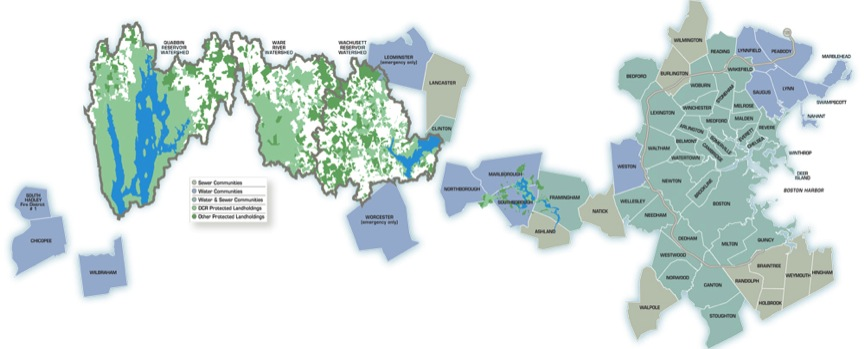 QUABBIN
RESERVOIR
WATERSHED
WARE
RIVER
WATERSHED
WACHUSETT
RESERVOIR
WATERSHED
LEOMINSTER
(emergency only)
LANCASTER
CLINTON
SOUTH
HADLEY
Fire District
# 1
CHICOPEE
WILBRAHAM
Sewer Communities
Water Communities
Water & Sewer Communities
DCR Protected Landholdings
Other Protected Landholdings
WORCESTER
(emergency only)
NORTHBOROUGH
MARLBOROUGH
SOUTHBOROUGH
FRAMINGHAM
ASHLAND
NATICK
WILMINGTON
BEDFORD
BURLINGTON
READING
LYNNFIELD
PEABODY
MARBLEHEAD
WAKEFIELD
WOBURN
STONEHAM
SAUGUS
LYNN
SWAMPSCOTT
NAHANT
LEXINGTON
WINCHESTER
MELROSE
MEDFORD
MALDEN
ARLINGTON
EVERETT
REVERE
CHELSEA
SOMERVILLE
CAMBRIDGE
BELMONT
WALTHAM
WATERTOWN
WINTHROP
DEER
ISLAND
BOSTON HARBOR
WESTON
NEWTON
BROOKLINE
BOSTON
WELLESLEY
NEEDHAM
DEDHAM
MILTON
QUINCY
WESTWOOD
NORWOOD
CANTON
RANDOLPH
BRAINTREE
WEYMOUTH
HINGHAM
HOLBROOK
WALPOLE
STOUGHTON